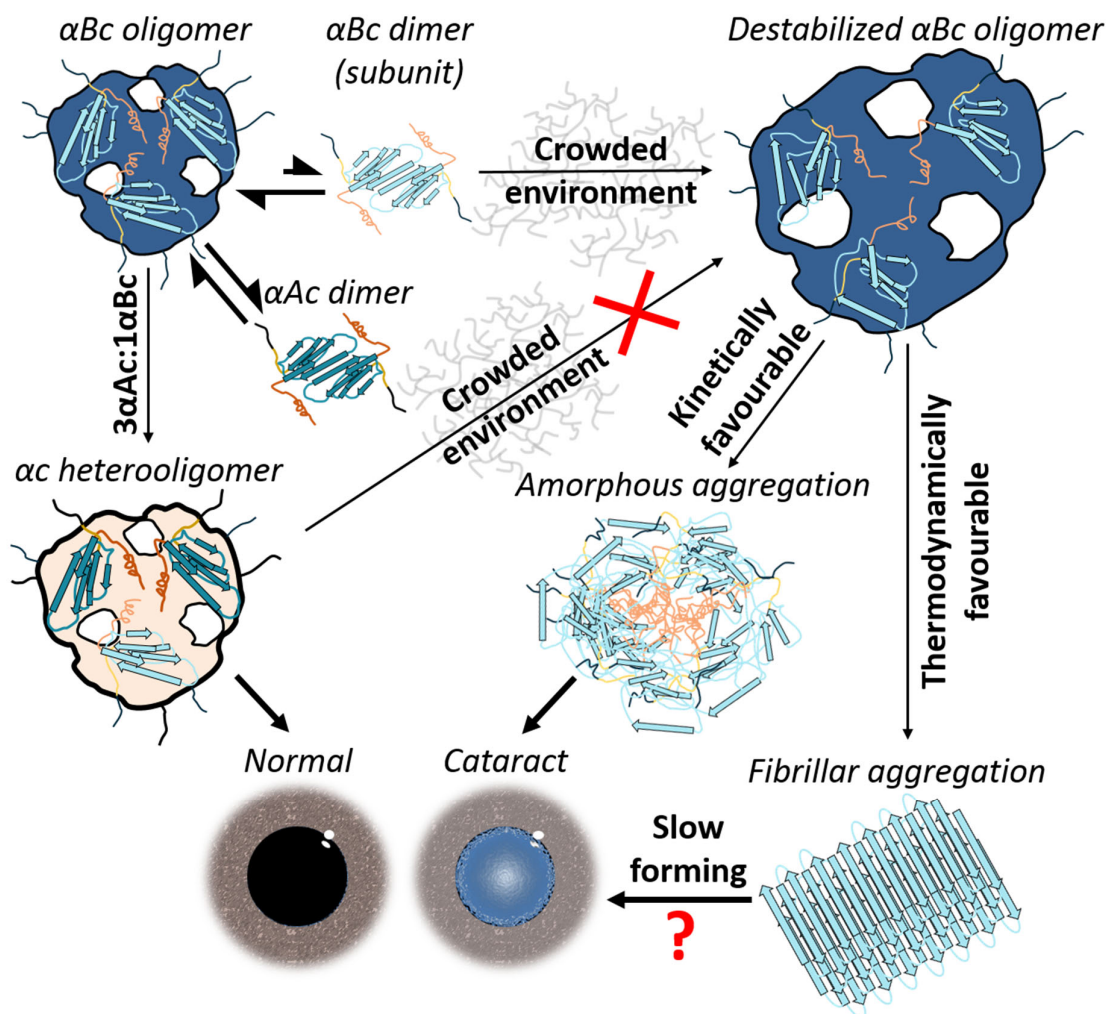 αBc oligomer
αBc dimer
(subunit)
Destabilized αBc oligomer
Crowded
environment
αAc dimer
3αAc:1αBc
Crowded
environment
Kinetically
favourable
Thermodynamically
favourable
αc heterooligomer
Amorphous aggregation
Normal
Cataract
Fibrillar aggregation
Slow
forming
?